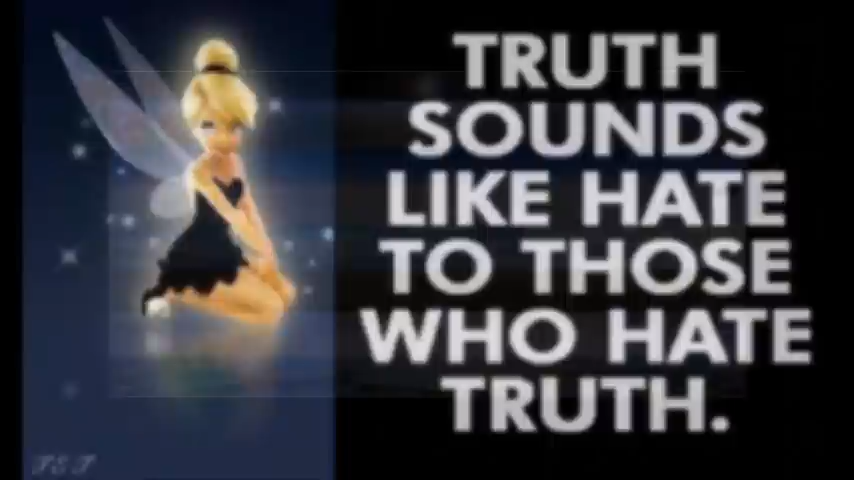 TRUTH
SOUNDS
LIKE HATE
TO THOSE
WHO HATE
TRUTH.